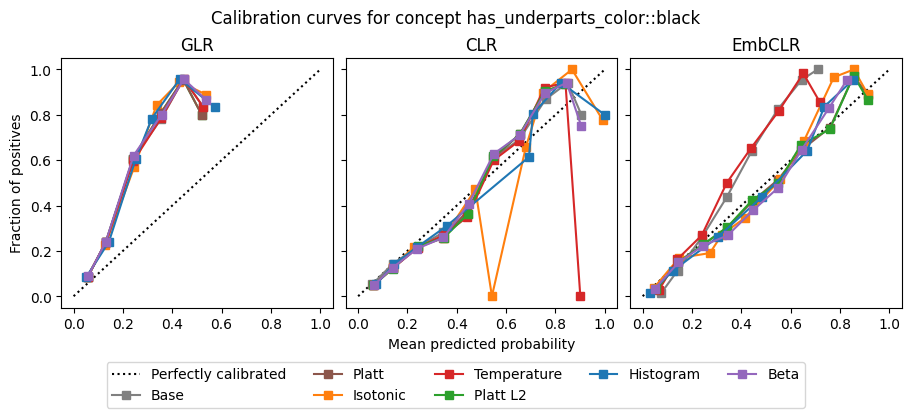 Calibration curves for concept has_underparts_color::black
GLR
CLR
EmbCLR
Fraction of positives
1.0
0.8
0.6
0.4
0.2
0.0
0.0 0.2 0.4 0.6 0.8 1.0
0.0 0.2 0.4 0.6 0.8 1.0
0.0 0.2 0.4 0.6 0.8 1.0
Mean predicted probability
Perfectly calibrated
Base
Platt
Isotonic
Temperature
Platt L2
Histogram
Beta